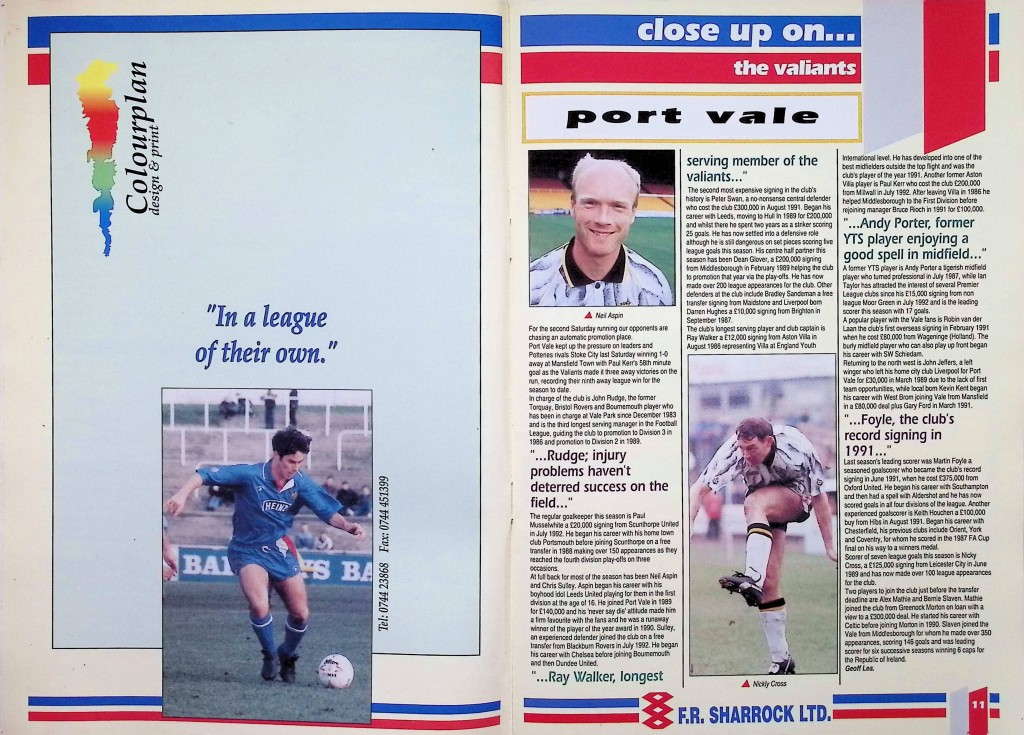 Colourplan
design & print
"In a league
of their own."
HEINZ
Tel: 0744 23868 Fax: 0744 451399
close up on...
the valiants
port vale
Neil Aspin
For the second Saturday running our opponents are
chasing an automatic promotion place.
Port Vale kept up the pressure on leaders and
Potteries rivals Stoke City last Saturday winning 1-0
away at Mansfield Town with Paul Kerr's 58th minute
goal as the Valiants made it three away victories on the
run, recording their ninth away league win for the
season to date.
In charge of the club is John Rudge, the former
Torquay, Bristol Rovers and Bournemouth player who
has been in charge at Vale Park since December 1983
and is the third longest serving manager in the Football
League, guiding the club to promotion to Division 3 in
1986 and promotion to Division 2 in 1989.
"...Rudge; injury
problems haven't
deterred success on the
field..."
The regular goalkeeper this season is Paul
Musselwhite a £20,000 signing from Scunthorpe United
in July 1992. He began his career with his home town
club Portsmouth before joining Scunthorpe on a free
transfer in 1988 making over 150 appearances as they
reached the fourth division play-offs on three
occasions.
At full back for most of the season has been Neil Aspin
and Chris Sulley. Aspin began his career with his
boyhood idol Leeds United playing for them in the first
division at the age of 16. He joined Port Vale in 1989
for £140,000 and his 'never say die' attitude made him
a firm favourite with the fans and he was a runaway
winner of the player of the year award in 1990. Sulley,
an experienced defender joined the club on a free
transfer from Blackburn Rovers in July 1992. He began
his career with Chelsea before joining Bournemouth
and then Dundee United.
"...Ray Walker, longest
serving member of the
valiants..."
The second most expensive signing in the club's
history is Peter Swan, a no-nonsense central defender
who cost the club £300,000 in August 1991. Began his
career with Leeds, moving to Hull in 1989 for £200,000
and whilst there he spent two years as a striker scoring
25 goals. He has now settled into a defensive role
although he is still dangerous on set pieces scoring five
league goals this season. His centre half partner this
season has been Dean Glover, a £200,000 signing
from Middlesborough in February 1989 helping the club
to promotion that year via the play-offs. He has now
made over 200 league appearances for the club. Other
defenders at the club include Bradley Sandeman a free
transfer signing from Maidstone and Liverpool born
Darren Hughes a £10,000 signing from Brighton in
September 1987.
The club's longest serving player and club captain is
Ray Walker a £12,000 signing from Aston Villa in
August 1986 representing Villa at England Youth
Nickly Cross
International level. He has developed into one of the
best midfielders outside the top flight and was the
club's player of the year 1991. Another former Aston
Villa player is Paul Kerr who cost the club £200,000
from Millwall in July 1992. After leaving Villa in 1986 he
helped Middlesborough to the First Division before
rejoining manager Bruce Rioch in 1991 for £100,000.
"...Andy Porter, former
YTS player enjoying a
good spell in midfield..."
A former YTS player is Andy Porter a tigerish midfield
player who turned professional in July 1987, while Ian
Taylor has attracted the interest of several Premier
League clubs since his £15,000 signing from non
league Moor Green in July 1992 and is the leading
scorer this season with 17 goals.
A popular player with the Vale fans is Robin van der
Laan the club's first overseas signing in February 1991
when he cost £80,000 from Wageninge (Holland). The
burly midfield player who can also play up front began
his career with SW Schiedam.
Returning to the north west is John Jeffers, a left
winger who left his home city club Liverpool for Port
Vale for £30,000 in March 1989 due to the lack of first
team opportunities, while local born Kevin Kent began
his career with West Brom joining Vale from Mansfield
in a £80,000 deal plus Gary Ford in March 1991.
"...Foyle, the club's
record signing in
1991..."
Last season's leading scorer was Martin Foyle a
seasoned goalscorer who became the club's record
signing in June 1991, when he cost £375,000 from
Oxford United. He began his career with Southampton
and then had a spell with Aldershot and he has now
scored goals in all four divisions of the league. Another
experienced goalscorer is Keith Houchen a £100,000
buy from Hibs in August 1991. Began his career with
Chesterfield, his previous clubs include Orient, York
and Coventry, for whom he scored in the 1987 FA Cup
final on his way to a winners medal.
Scorer of seven league goals this season is Nicky
Cross, a £125,000 signing from Leicester City in June
1989 and has now made over 100 league appearances
for the club.
Two players to join the club just before the transfer
deadline are Alex Mathie and Bernie Slaven. Mathie
joined the club from Greenock Morton on loan with a
view to a £300,000 deal. He started his career with
Celtic before joining Morton in 1990. Slaven joined the
Vale from Middlesborough for whom he made over 350
appearances, scoring 146 goals and was leading
scorer for six successive seasons winning 6 caps for
the Republic of Ireland.
Geoff Lea.
F.R. SHARROCK LTD.
11